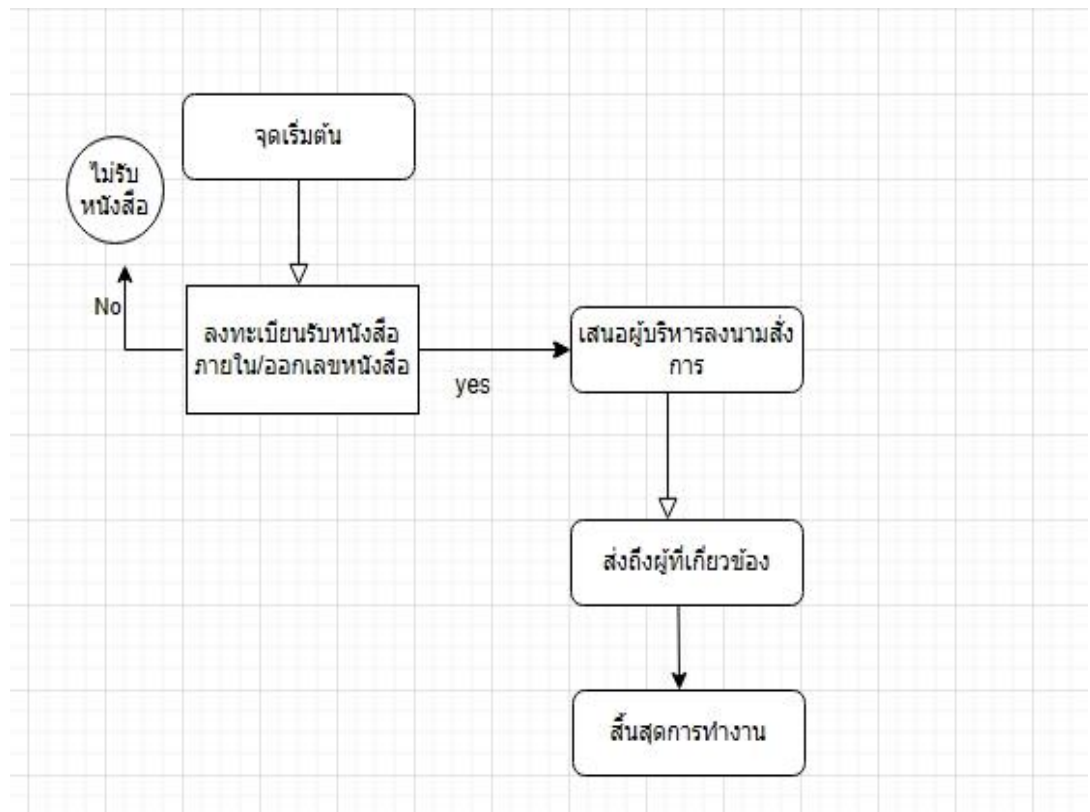 จุดเริ่มต้น
ไม่รับ
หนังสือ
No
ลงทะเบียนรับหนังสือ
ภายใน/ออกเลขหนังสือ
yes
เสนอผู้บริหารลงนามสั่ง
การ
ส่งถึงผู้ที่เกี่ยวข้อง
สิ้นสุดการทำงาน